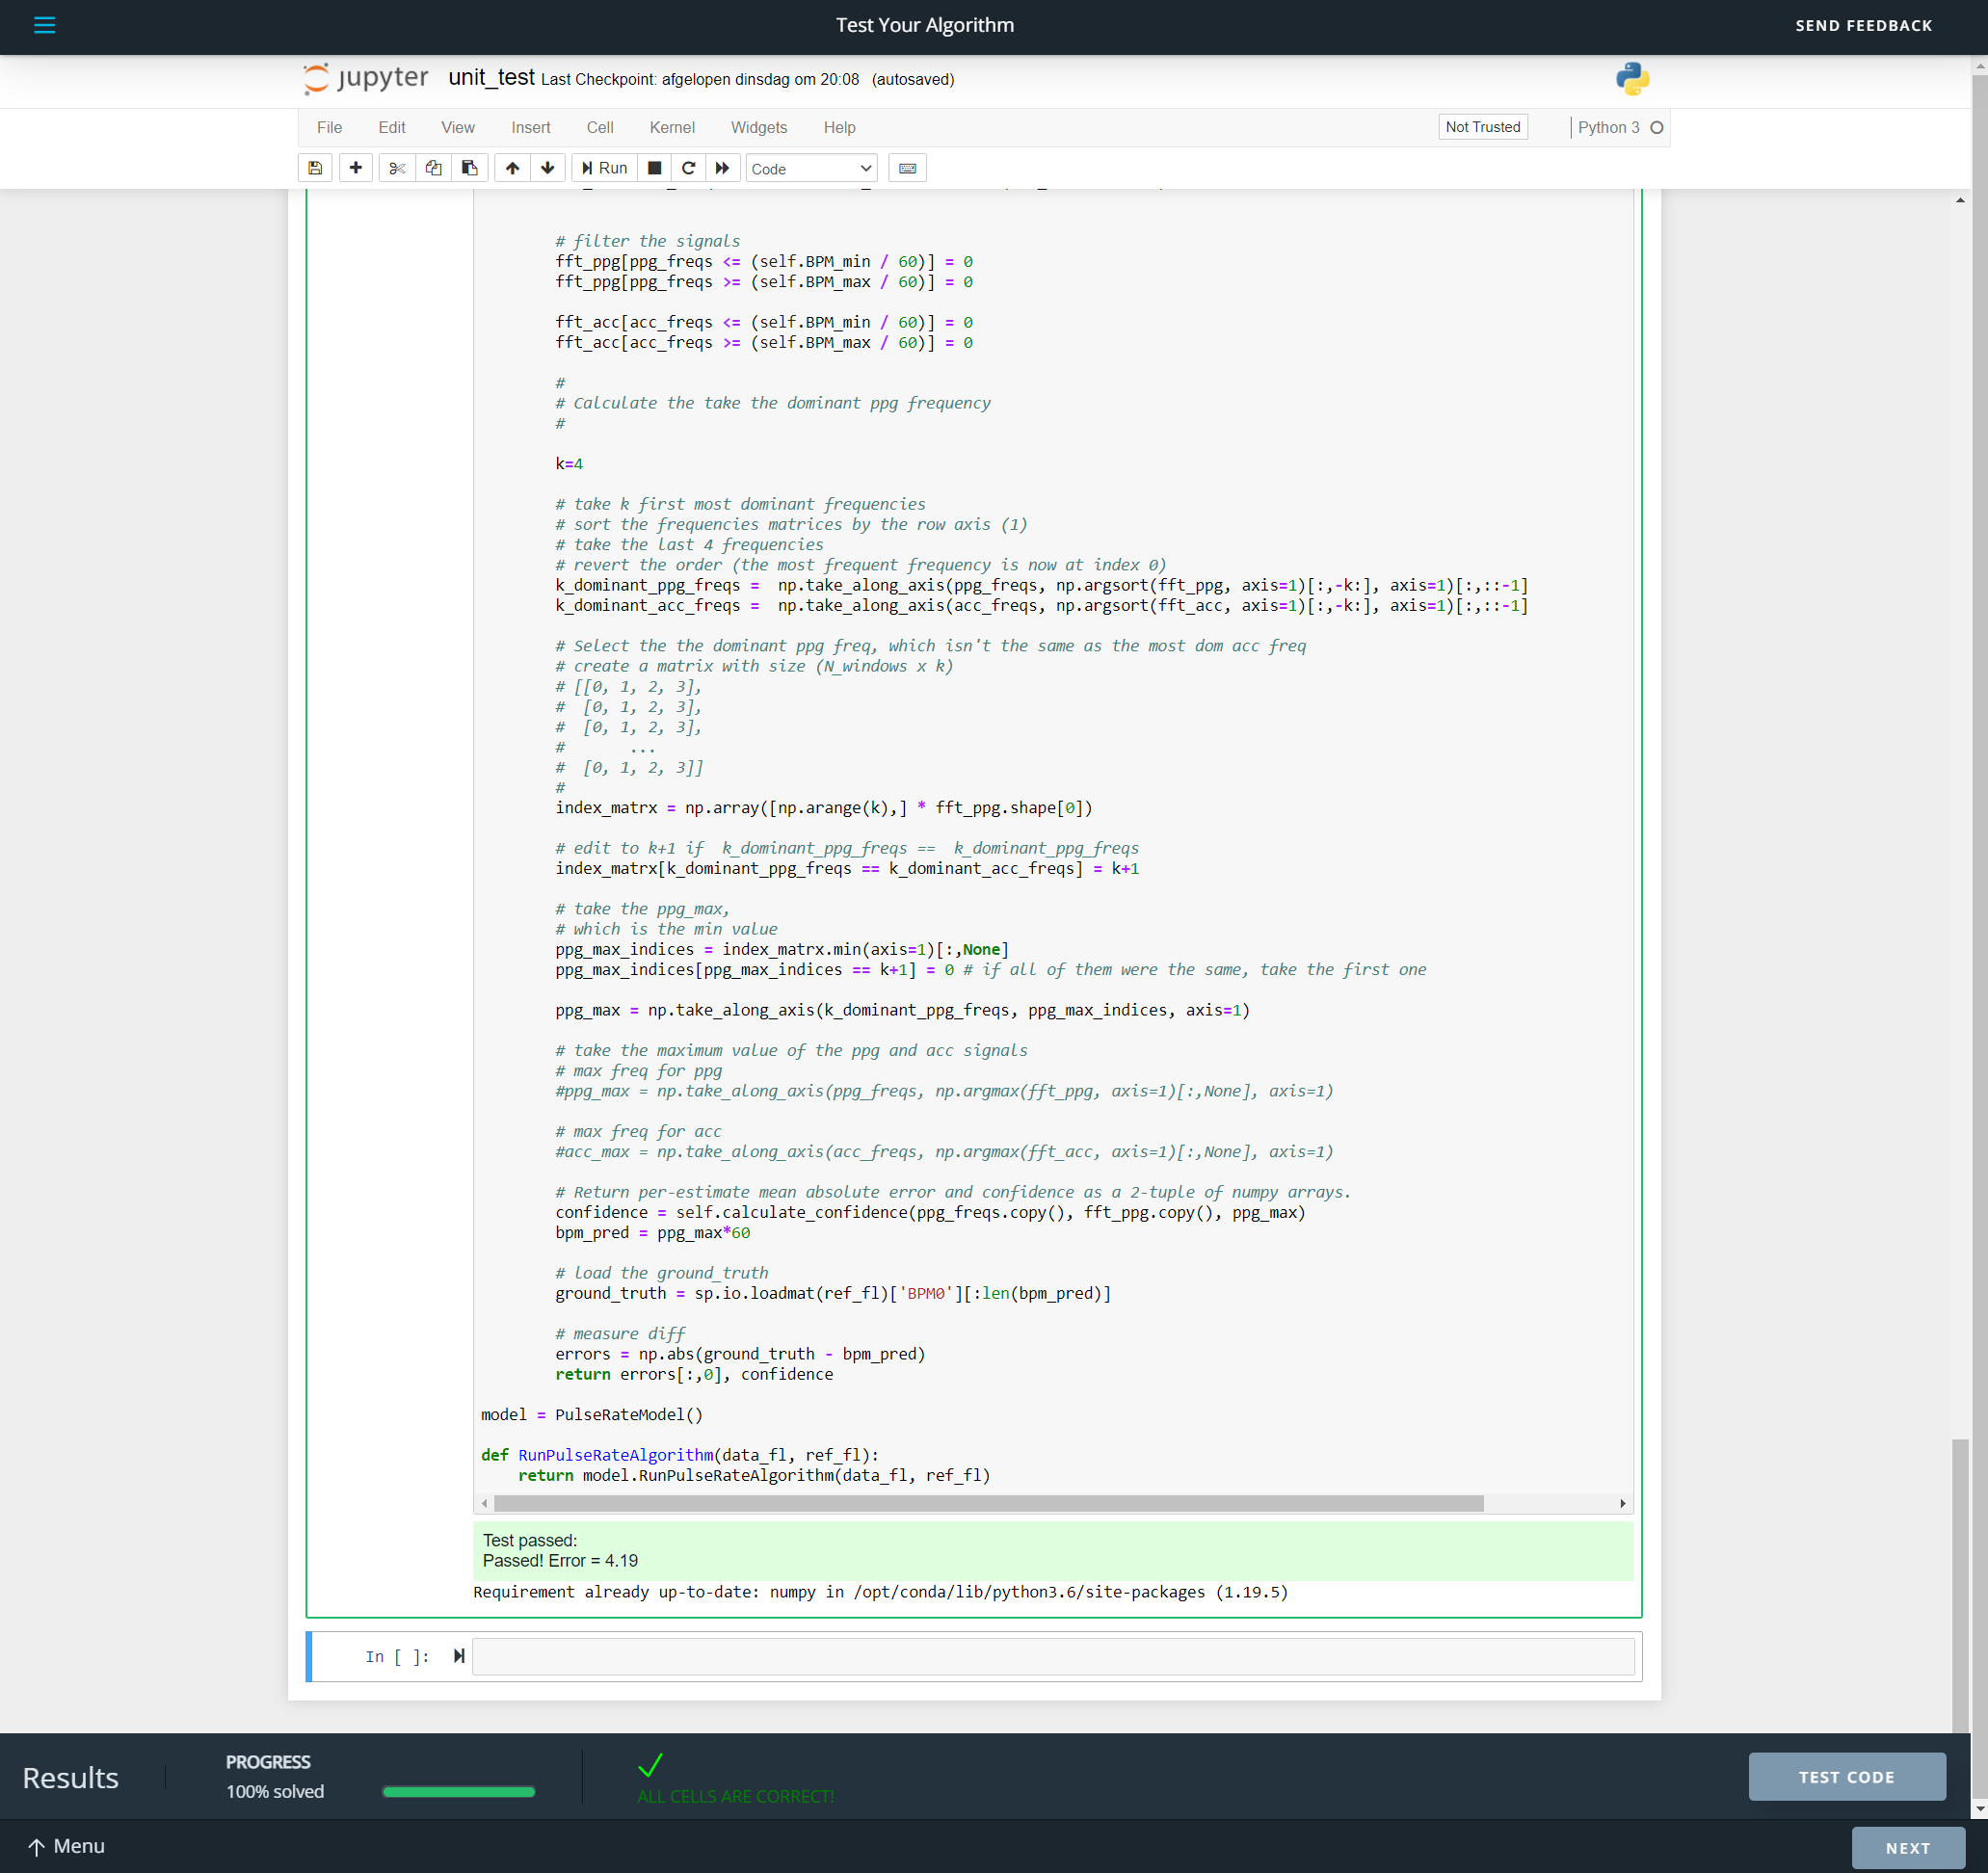 Test Your Algorithm
SEND FEEDBACK
jupyter unit_test Last Checkpoint: afgelopen dinsdag om 20:08 (autosaved)
File Edit View Insert Cell Kernel Widgets Help Not Trusted Python 3
Run Code
# filter the signals
fft_ppg[ppg_freqs <= (self.BPM_min / 60)] = 0
fft_ppg[ppg_freqs >= (self.BPM_max / 60)] = 0
fft_acc[acc_freqs <= (self.BPM_min / 60)] = 0
fft_acc[acc_freqs >= (self.BPM_max / 60)] = 0
#
# Calculate the take the dominant ppg frequency
#
k=4
# take k first most dominant frequencies
# sort the frequencies matrices by the row axis (1)
# take the last 4 frequencies
# revert the order (the most frequent frequency is now at index 0)
k_dominant_ppg_freqs =  np.take_along_axis(ppg_freqs, np.argsort(fft_ppg, axis=1)[:,-k:], axis=1)[:,::-1]
k_dominant_acc_freqs =  np.take_along_axis(acc_freqs, np.argsort(fft_acc, axis=1)[:,-k:], axis=1)[:,::-1]
# Select the the dominant ppg freq, which isn't the same as the most dom acc freq
# create a matrix with size (N_windows x k)
# [[0, 1, 2, 3],
#  [0, 1, 2, 3],
#  [0, 1, 2, 3],
#       ...
#  [0, 1, 2, 3]]
#
index_matrx = np.array([np.arange(k),] * fft_ppg.shape[0])
# edit to k+1 if  k_dominant_ppg_freqs ==  k_dominant_ppg_freqs
index_matrx[k_dominant_ppg_freqs == k_dominant_acc_freqs] = k+1
# take the ppg_max,
# which is the min value
ppg_max_indices = index_matrx.min(axis=1)[:,None]
ppg_max_indices[ppg_max_indices == k+1] = 0 # if all of them were the same, take the first one
ppg_max = np.take_along_axis(k_dominant_ppg_freqs, ppg_max_indices, axis=1)
# take the maximum value of the ppg and acc signals
# max freq for ppg
#ppg_max = np.take_along_axis(ppg_freqs, np.argmax(fft_ppg, axis=1)[:,None], axis=1)
# max freq for acc
#acc_max = np.take_along_axis(acc_freqs, np.argmax(fft_acc, axis=1)[:,None], axis=1)
# Return per-estimate mean absolute error and confidence as a 2-tuple of numpy arrays.
confidence = self.calculate_confidence(ppg_freqs.copy(), fft_ppg.copy(), ppg_max)
bpm_pred = ppg_max*60
# load the ground_truth
ground_truth = sp.io.loadmat(ref_fl)['BPM0'][:len(bpm_pred)]
# measure diff
errors = np.abs(ground_truth - bpm_pred)
return errors[:,0], confidence
model = PulseRateModel()
def RunPulseRateAlgorithm(data_fl, ref_fl):
return model.RunPulseRateAlgorithm(data_fl, ref_fl)
Test passed:
Passed! Error = 4.19
Requirement already up-to-date: numpy in /opt/conda/lib/python3.6/site-packages (1.19.5)
In [ ]:
Results
PROGRESS
100% solved
ALL CELLS ARE CORRECT!
TEST CODE
Menu
NEXT